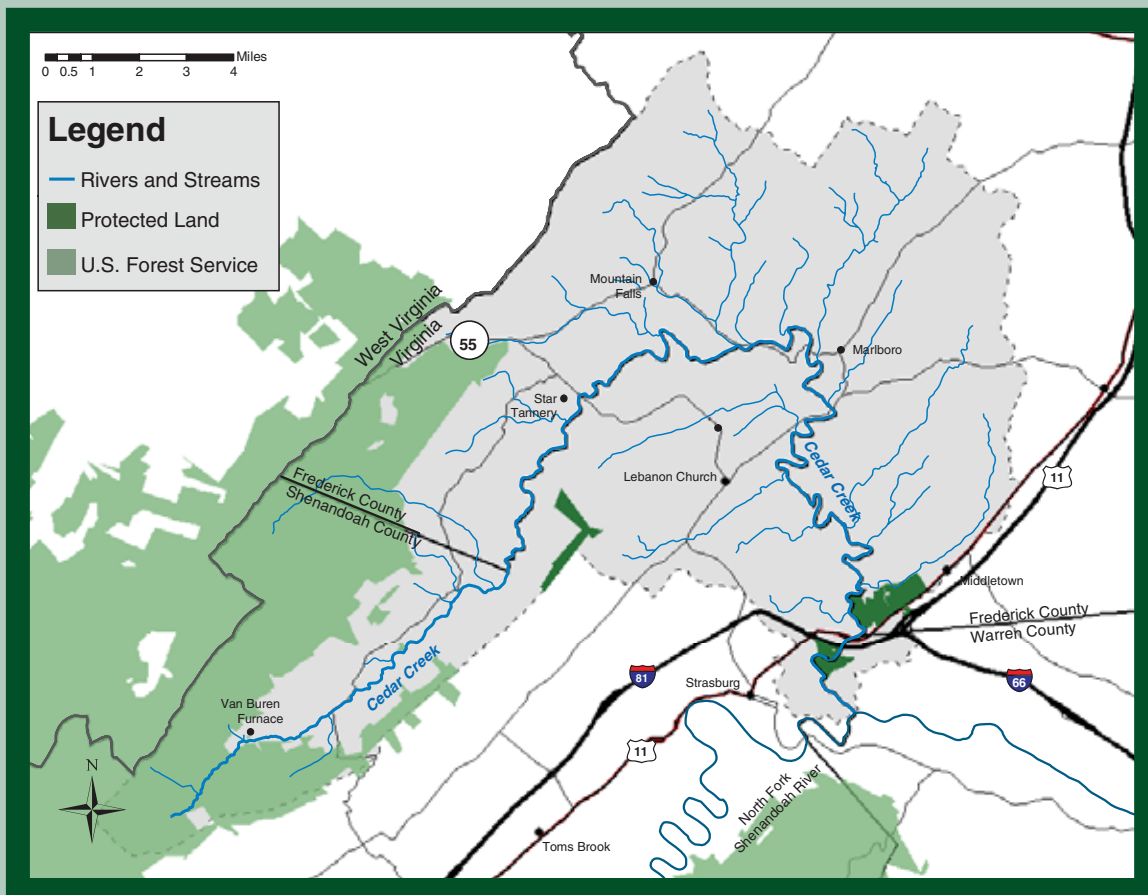 Miles
0 0.5 1 2 3 4
Legend
Rivers and Streams
Protected Land
U.S. Forest Service
West Virginia
Virginia
55
Mountain
Falls
Marlboro
Star
Tannery
Lebanon Church
Cedar Creek
11
Frederick County
Shenandoah County
Middletown
Frederick County
Warren County
81
66
Strasburg
Cedar Creek
Van Buren
Furnace
11
N
North Fork
Shenandoah River
Toms Brook